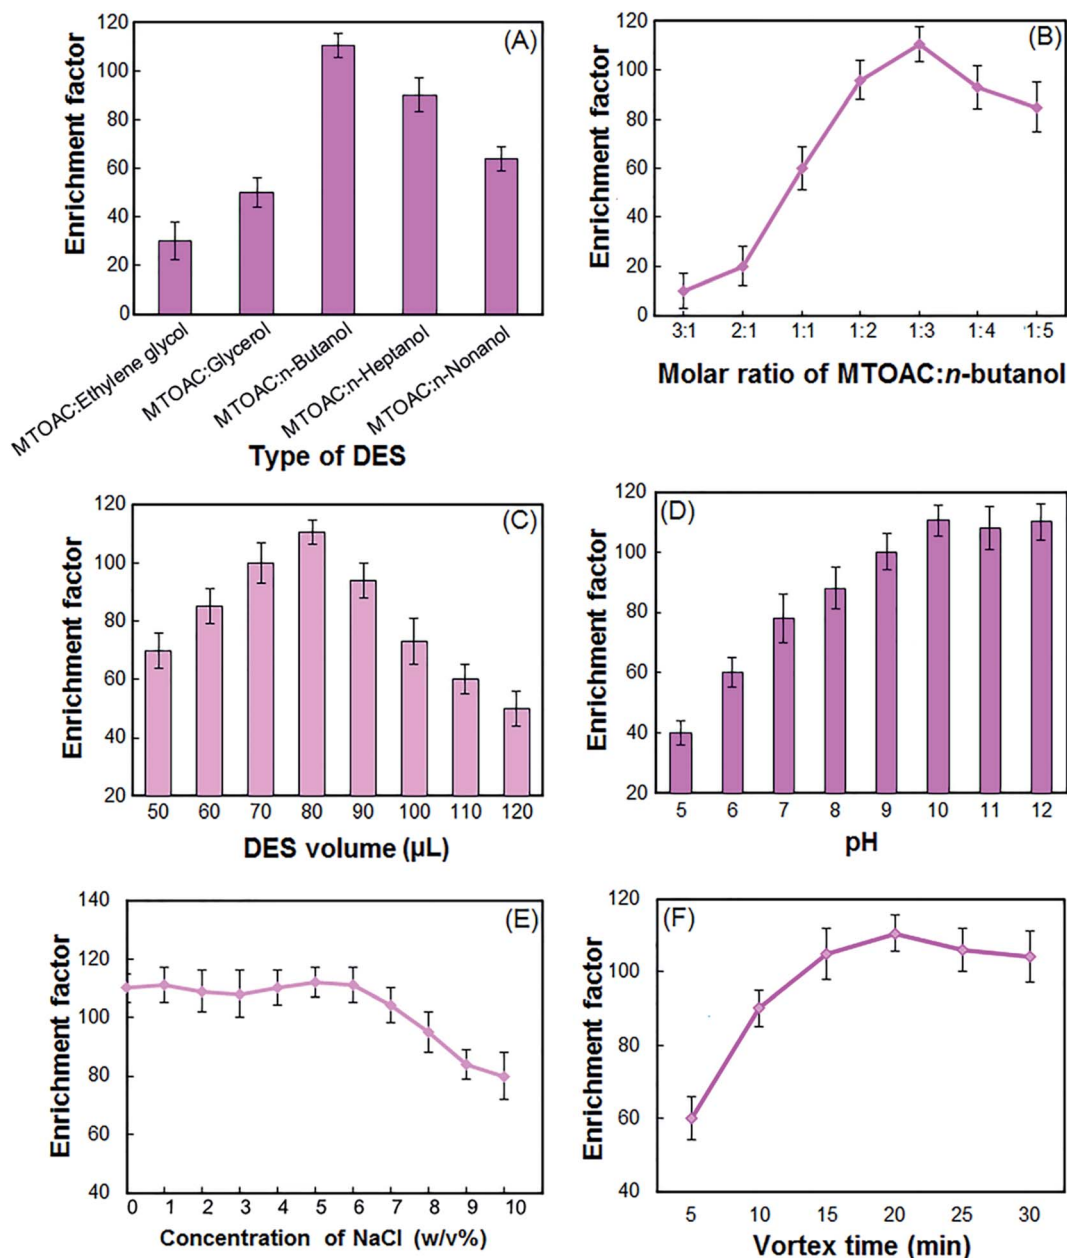 (A)
Enrichment factor
120
100
80
60
40
20
0
MTOAC:Ethylene glycol
MTOAC:Glycerol
MTOAC:n-Butanol
MTOAC:n-Heptanol
MTOAC:n-Nonanol
Type of DES
(B)
Enrichment factor
120
100
80
60
40
20
0
3:1 2:1 1:1 1:2 1:3 1:4 1:5
Molar ratio of MTOAC:n-butanol
(C)
Enrichment factor
120
100
80
60
40
20
50 60 70 80 90 100 110 120
DES volume (µL)
(D)
Enrichment factor
120
100
80
60
40
20
5 6 7 8 9 10 11 12
pH
(E)
Enrichment factor
140
120
100
80
60
40
0 1 2 3 4 5 6 7 8 9 10
Concentration of NaCl (w/v%)
(F)
Enrichment factor
120
100
80
60
40
5 10 15 20 25 30
Vortex time (min)